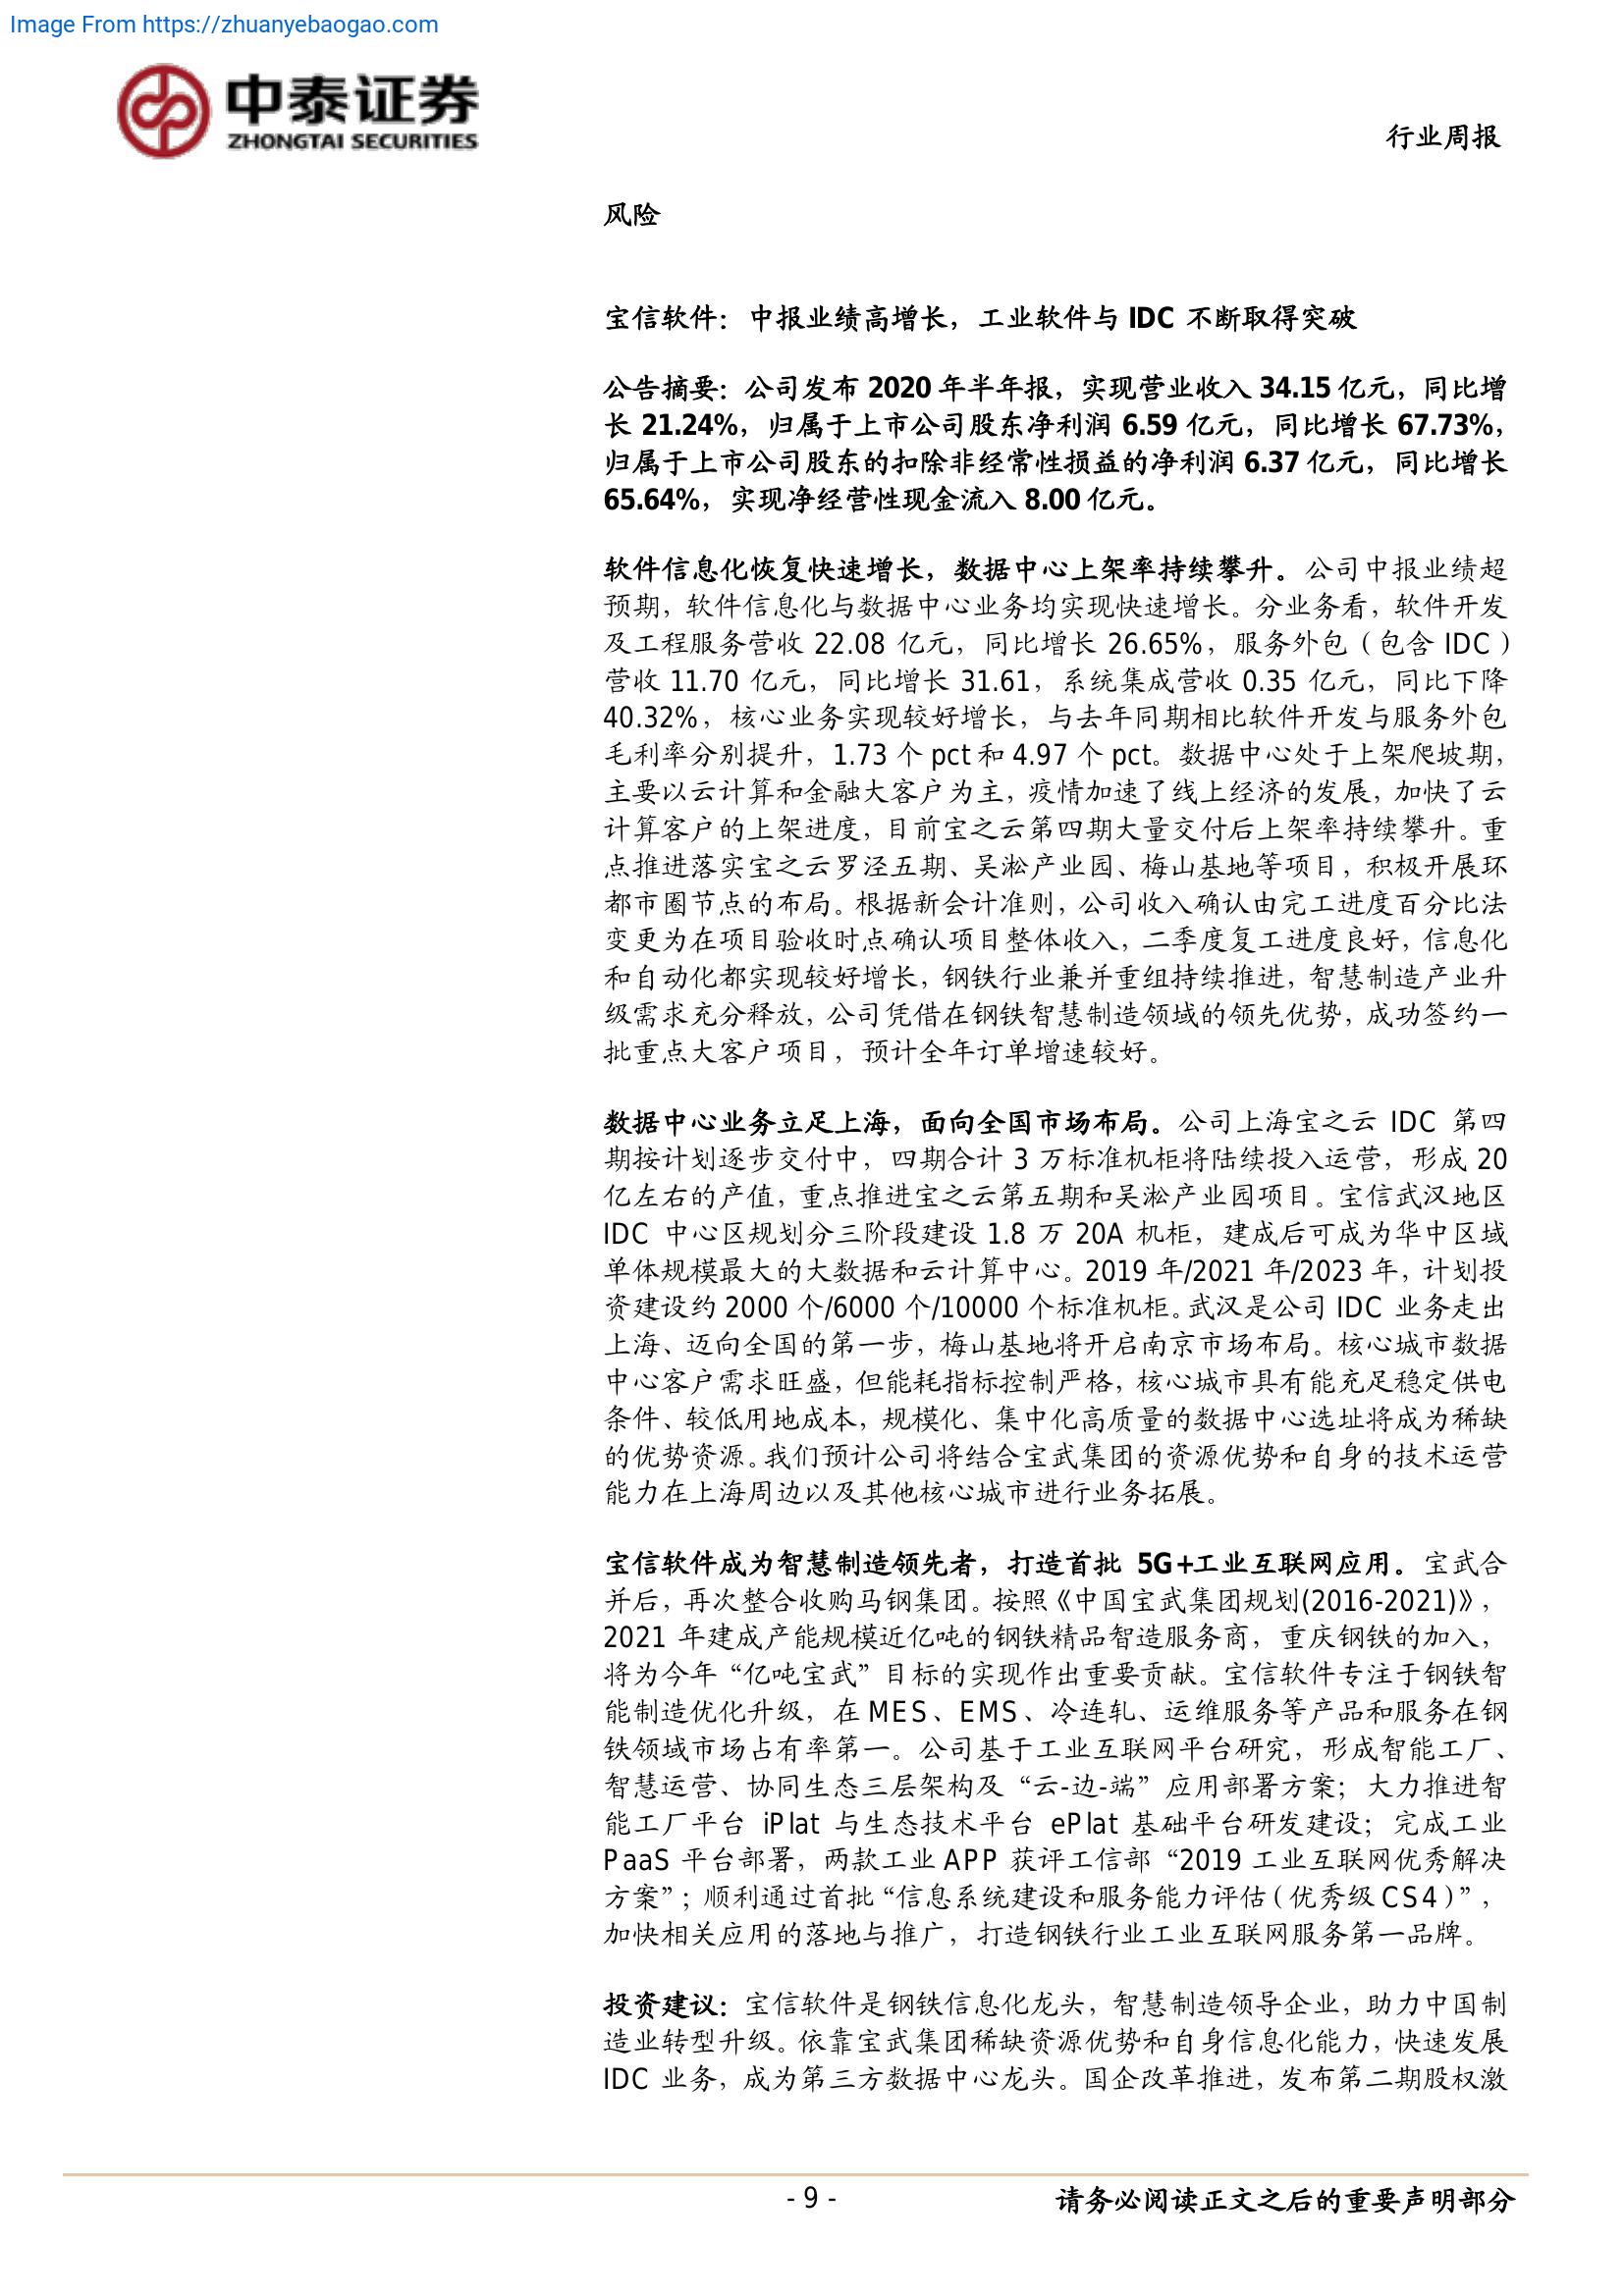 Image From https://zhuanyebaogao.com
中泰证券
ZHONGTAI SECURITIES
行业周报
风险
宝信软件：中报业绩高增长，工业软件与 IDC 不断取得突破
公告摘要：公司发布 2020 年半年报，实现营业收入 34.15 亿元，同比增
长 21.24%，归属于上市公司股东净利润 6.59 亿元，同比增长 67.73%，
归属于上市公司股东的扣除非经常性损益的净利润 6.37 亿元，同比增长
65.64%，实现净经营性现金流入 8.00 亿元。
软件信息化恢复快速增长，数据中心上架率持续攀升。公司中报业绩超
预期，软件信息化与数据中心业务均实现快速增长。分业务看，软件开发
及工程服务营收 22.08 亿元，同比增长 26.65%，服务外包（包含 IDC）
营收 11.70 亿元，同比增长 31.61，系统集成营收 0.35 亿元，同比下降
40.32%，核心业务实现较好增长，与去年同期相比软件开发与服务外包
毛利率分别提升，1.73 个 pct 和 4.97 个 pct。数据中心处于上架爬坡期，
主要以云计算和金融大客户为主，疫情加速了线上经济的发展，加快了云
计算客户的上架进度，目前宝之云第四期大量交付后上架率持续攀升。重
点推进落实宝之云罗泾五期、吴淞产业园、梅山基地等项目，积极开展环
都市圈节点的布局。根据新会计准则，公司收入确认由完工进度百分比法
变更为在项目验收时点确认项目整体收入，二季度复工进度良好，信息化
和自动化都实现较好增长，钢铁行业兼并重组持续推进，智慧制造产业升
级需求充分释放，公司凭借在钢铁智慧制造领域的领先优势，成功签约一
批重点大客户项目，预计全年订单增速较好。
数据中心业务立足上海，面向全国市场布局。公司上海宝之云 IDC 第四
期按计划逐步交付中，四期合计 3 万标准机柜将陆续投入运营，形成 20
亿左右的产值，重点推进宝之云第五期和吴淞产业园项目。宝信武汉地区
IDC 中心区规划分三阶段建设 1.8 万 20A 机柜，建成后可成为华中区域
单体规模最大的大数据和云计算中心。2019 年/2021 年/2023 年，计划投
资建设约 2000 个/6000 个/10000 个标准机柜。武汉是公司 IDC 业务走出
上海、迈向全国的第一步，梅山基地将开启南京市场布局。核心城市数据
中心客户需求旺盛，但能耗指标控制严格，核心城市具有能充足稳定供电
条件、较低用地成本，规模化、集中化高质量的数据中心选址将成为稀缺
的优势资源。我们预计公司将结合宝武集团的资源优势和自身的技术运营
能力在上海周边以及其他核心城市进行业务拓展。
宝信软件成为智慧制造领先者，打造首批 5G+工业互联网应用。宝武合
并后，再次整合收购马钢集团。按照《中国宝武集团规划(2016-2021)》，
2021 年建成产能规模近亿吨的钢铁精品智造服务商，重庆钢铁的加入，
将为今年“亿吨宝武”目标的实现作出重要贡献。宝信软件专注于钢铁智
能制造优化升级，在 MES、EMS、冷连轧、运维服务等产品和服务在钢
铁领域市场占有率第一。公司基于工业互联网平台研究，形成智能工厂、
智慧运营、协同生态三层架构及“云-边-端”应用部署方案；大力推进智
能工厂平台 iPlat 与生态技术平台 ePlat 基础平台研发建设；完成工业
PaaS 平台部署，两款工业 APP 获评工信部“2019 工业互联网优秀解决
方案”；顺利通过首批“信息系统建设和服务能力评估（优秀级 CS4）”，
加快相关应用的落地与推广，打造钢铁行业工业互联网服务第一品牌。
投资建议：宝信软件是钢铁信息化龙头，智慧制造领导企业，助力中国制
造业转型升级。依靠宝武集团稀缺资源优势和自身信息化能力，快速发展
IDC 业务，成为第三方数据中心龙头。国企改革推进，发布第二期股权激
- 9 -
请务必阅读正文之后的重要声明部分